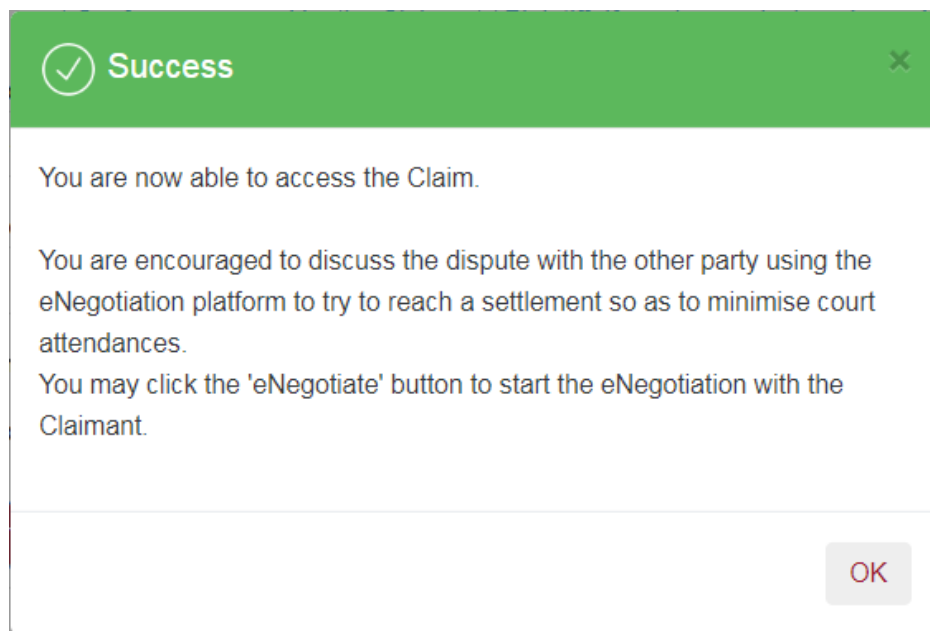 Success
×
You are now able to access the Claim.
You are encouraged to discuss the dispute with the other party using the
eNegotiation platform to try to reach a settlement so as to minimise court
attendances.
You may click the 'eNegotiate' button to start the eNegotiation with the
Claimant.
OK